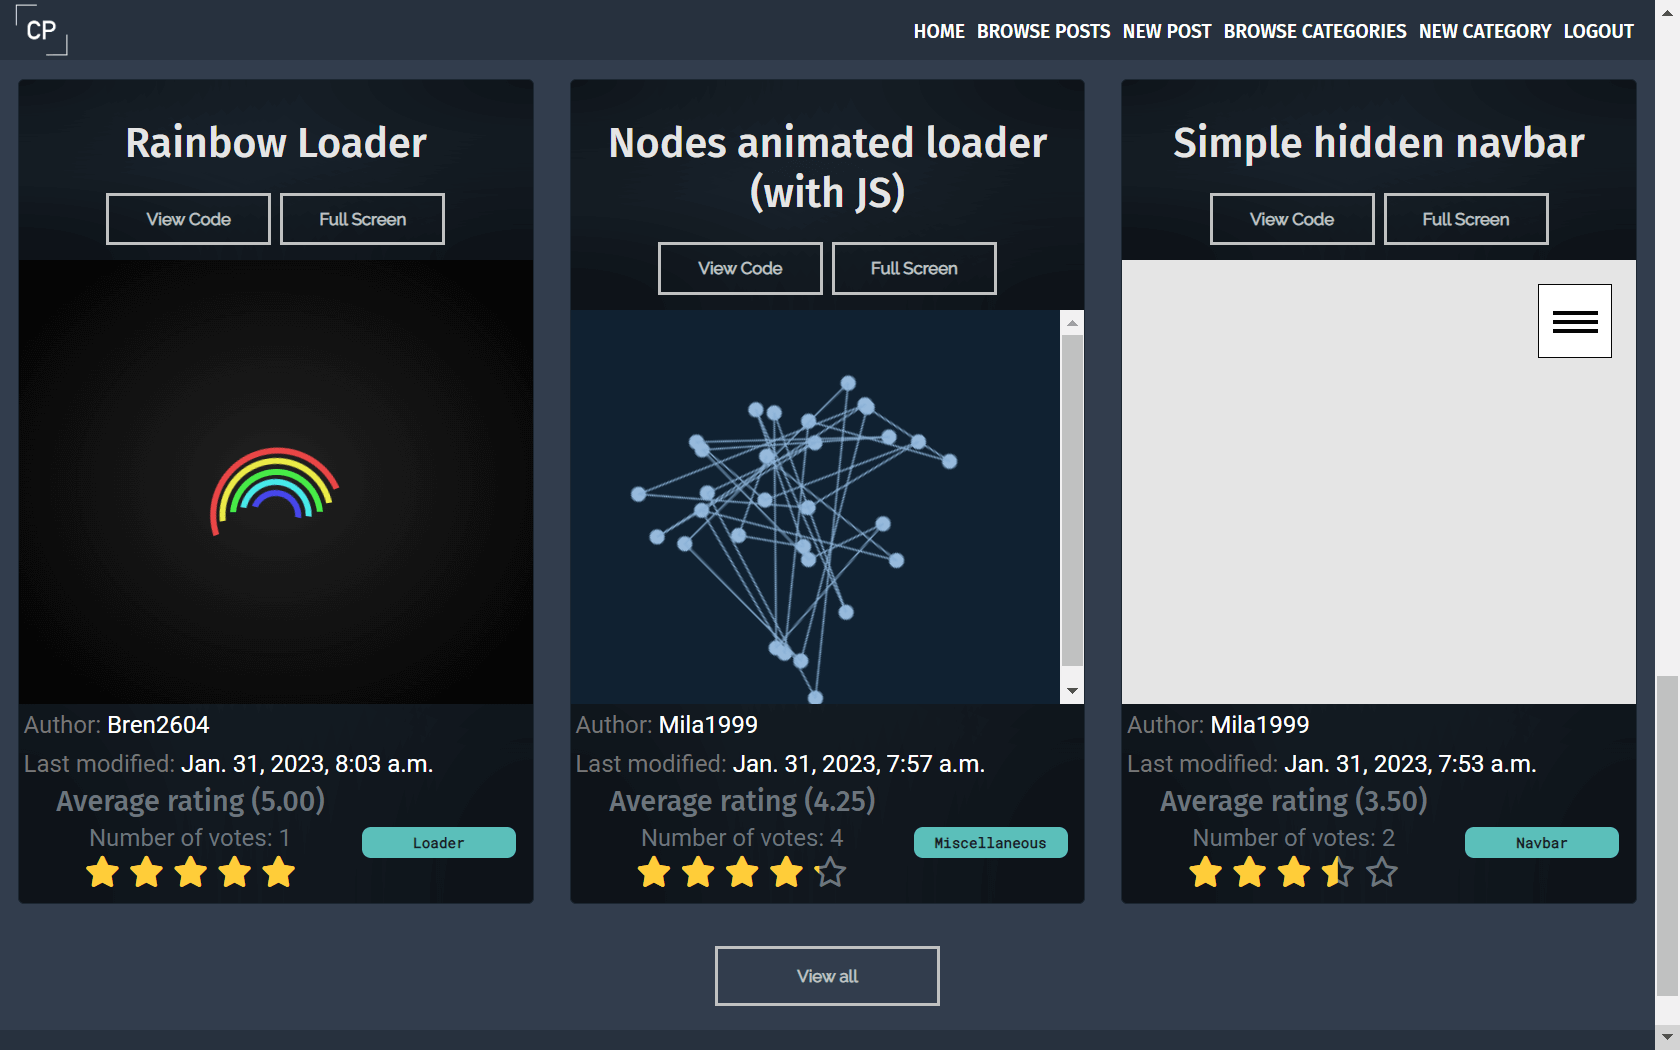 CP
HOME BROWSE POSTS NEW POST BROWSE CATEGORIES NEW CATEGORY LOGOUT
Rainbow Loader
View Code Full Screen
Author: Bren2604
Last modified: Jan. 31, 2023, 8:03 a.m.
Average rating (5.00)
Number of votes: 1
Loader
Nodes animated loader
(with JS)
View Code Full Screen
Author: Mila1999
Last modified: Jan. 31, 2023, 7:57 a.m.
Average rating (4.25)
Number of votes: 4
Miscellaneous
Simple hidden navbar
View Code Full Screen
Author: Mila1999
Last modified: Jan. 31, 2023, 7:53 a.m.
Average rating (3.50)
Number of votes: 2
Navbar
View all